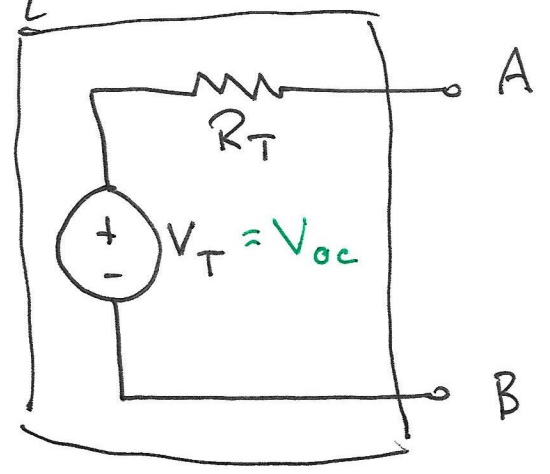 A
R_T
+
-
V_T = V_OC
B